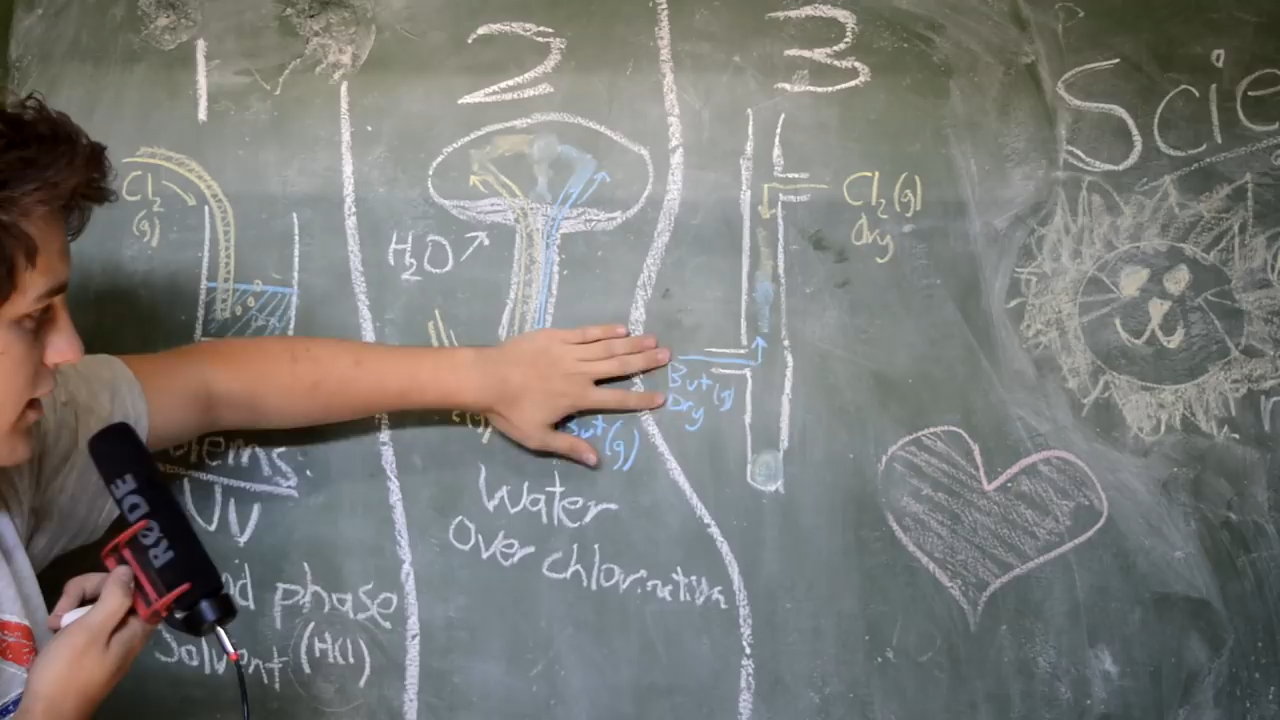 1
2
3
Scie
Cl₂
(g)
H₂O
Cl₂(g)
dry
But(g)
Dry
(g)
But(g)
lems:
UV
phase
Solvent (HCl)
Water
Over chlorination
RØDE